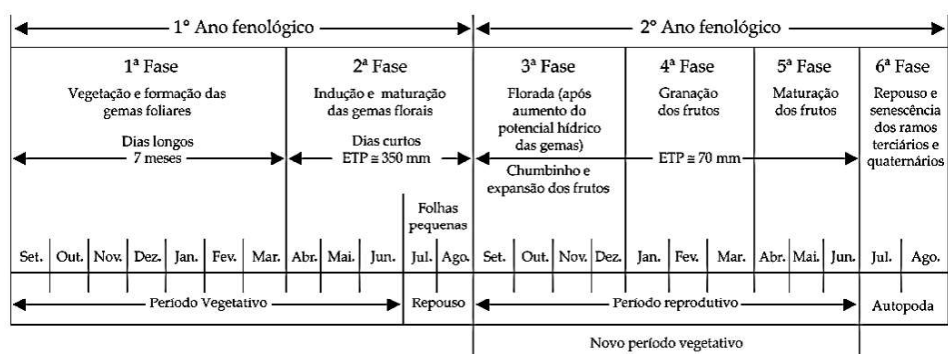 1° Ano fenológico
2° Ano fenológico
1ª Fase
Vegetação e formação das
gemas foliares
Dias longos
7 meses
2ª Fase
Indução e maturação
das gemas florais
Dias curtos
ETP ≅ 350 mm
Folhas
pequenas
3ª Fase
Florada (após
aumento do
potencial hídrico
das gemas)
Chumbinho e
expansão dos frutos
4ª Fase
Granação
dos frutos
ETP ≅ 70 mm
5ª Fase
Maturação
dos frutos
6ª Fase
Repouso e
senescência
dos ramos
terciários e
quaternários
Set. Out. Nov. Dez. Jan. Fev. Mar. Abr. Mai. Jun. Jul. Ago. Set. Out. Nov. Dez. Jan. Fev. Mar. Abr. Mai. Jun. Jul. Ago.
Período Vegetativo Repouso Período reprodutivo Autopoda
Novo período vegetativo